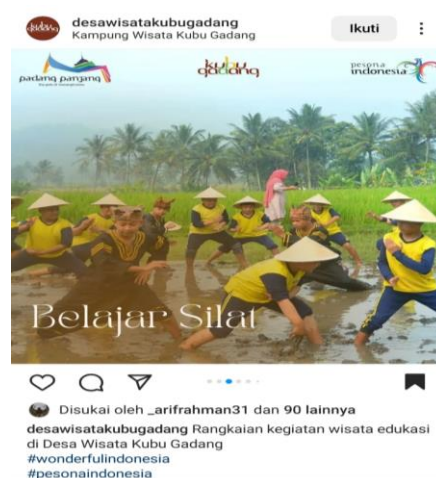 desawisatakubugadang
Kampung Wisata Kubu Gadang
Ikuti
padang panjang
kubu
gadang
pesona
indonesia
Belajar Silat
Disukai oleh _arifrahman31 dan 90 lainnya
desawisatakubugadang Rangkaian kegiatan wisata edukasi
di Desa Wisata Kubu Gadang
#wonderfulindonesia
#pesonaindonesia